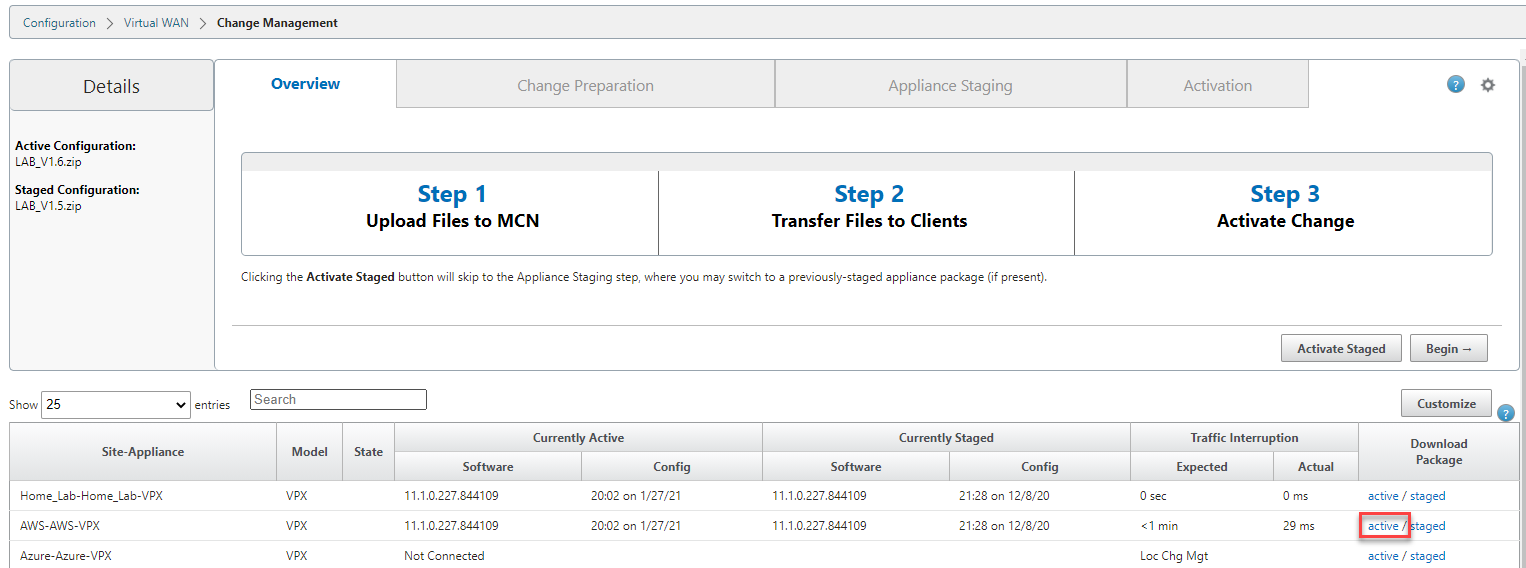 Configuration > Virtual WAN > Change Management
Details
Overview
Change Preparation
Appliance Staging
Activation
?
Active Configuration:
LAB_V1.6.zip
Staged Configuration:
LAB_V1.5.zip
Step 1
Upload Files to MCN
Step 2
Transfer Files to Clients
Step 3
Activate Change
Clicking the Activate Staged button will skip to the Appliance Staging step, where you may switch to a previously-staged appliance package (if present).
Activate Staged
Begin →
Show 25 entries
Search
Customize
?
Site-Appliance Model State Currently Active Currently Staged Traffic Interruption Download
Package
Software Config Software Config Expected Actual
Home_Lab-Home_Lab-VPX VPX 11.1.0.227.844109 20:02 on 1/27/21 11.1.0.227.844109 21:28 on 12/8/20 0 sec 0 ms active / staged
AWS-AWS-VPX VPX 11.1.0.227.844109 20:02 on 1/27/21 11.1.0.227.844109 21:28 on 12/8/20 <1 min 29 ms active / staged
Azure-Azure-VPX VPX Not Connected Loc Chg Mgt active / staged